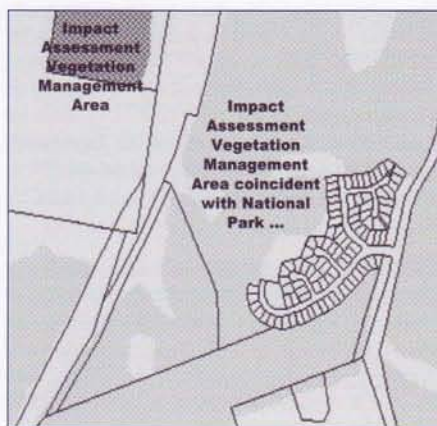 Impact
Assessment
Vegetation
Management
Area
Impact
Assessment
Vegetation
Management
Area coincident
with National
Park ...